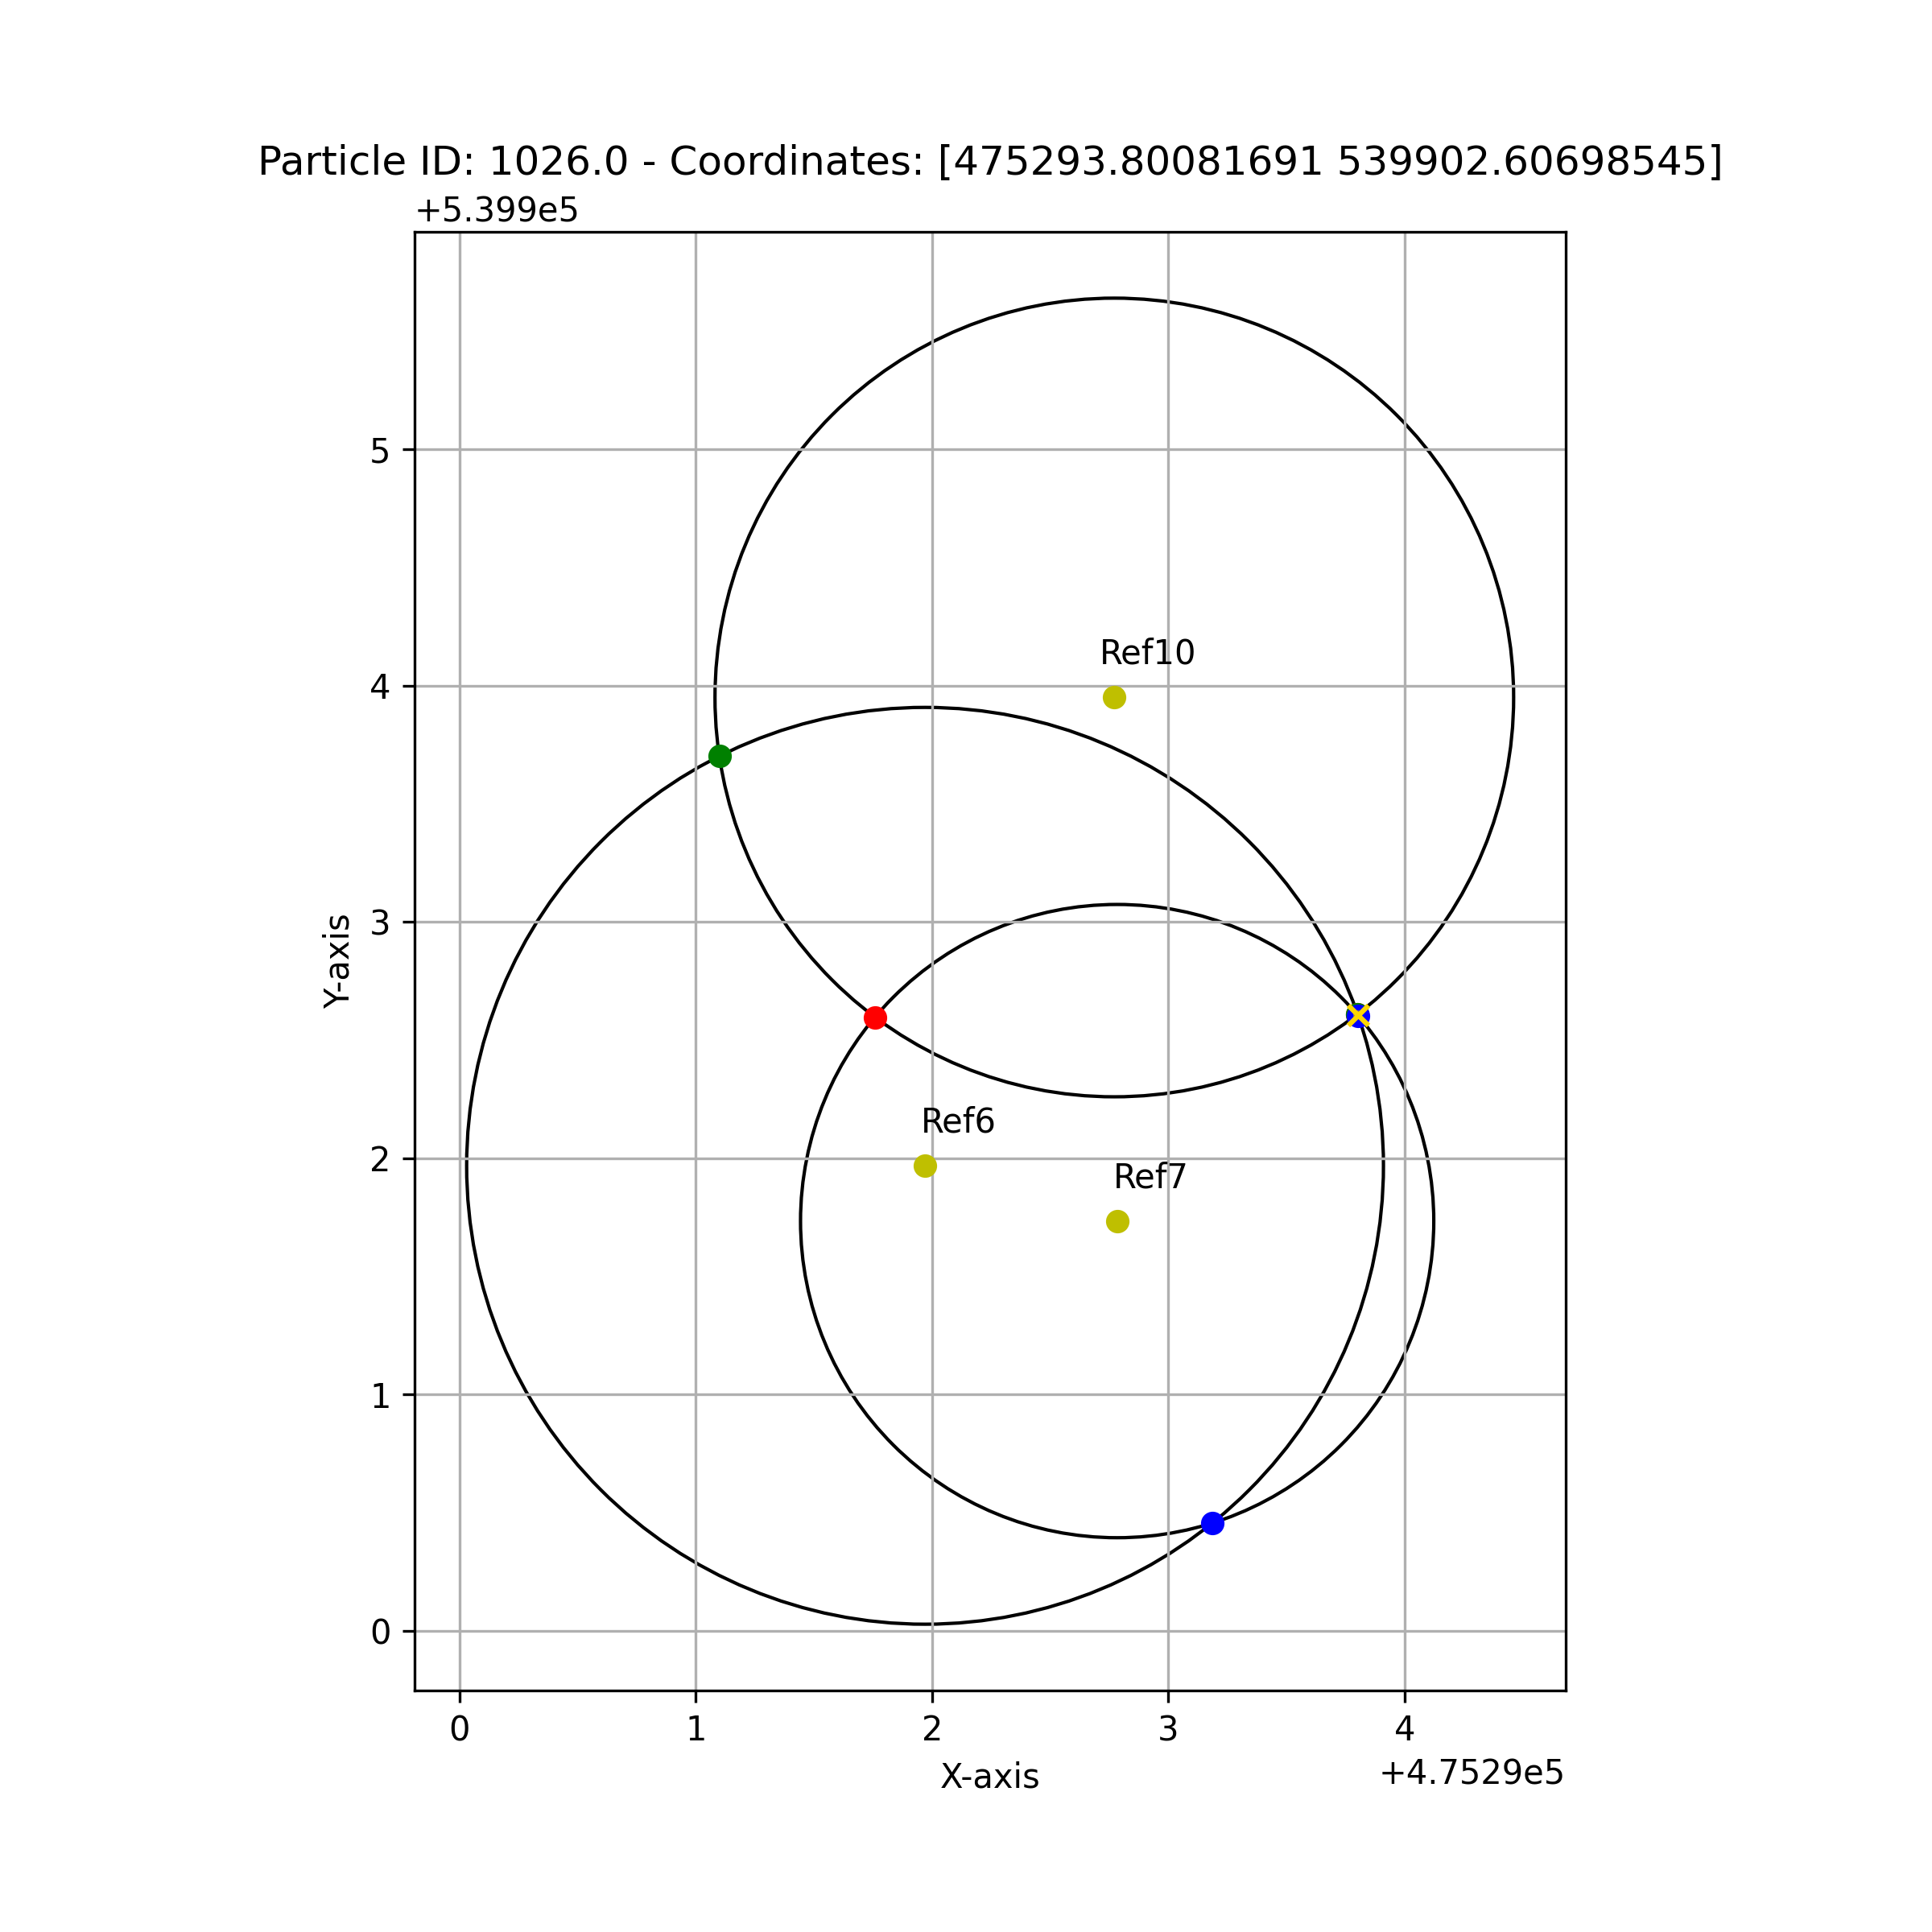 Particle ID: 1026.0 - Coordinates: [475293.80081691 539902.60698545]
+5.399e5
5
Ref10
4
3
Y-axis
Ref6
2
Ref7
1
0
0 1 2 3 4
X-axis
+4.7529e5